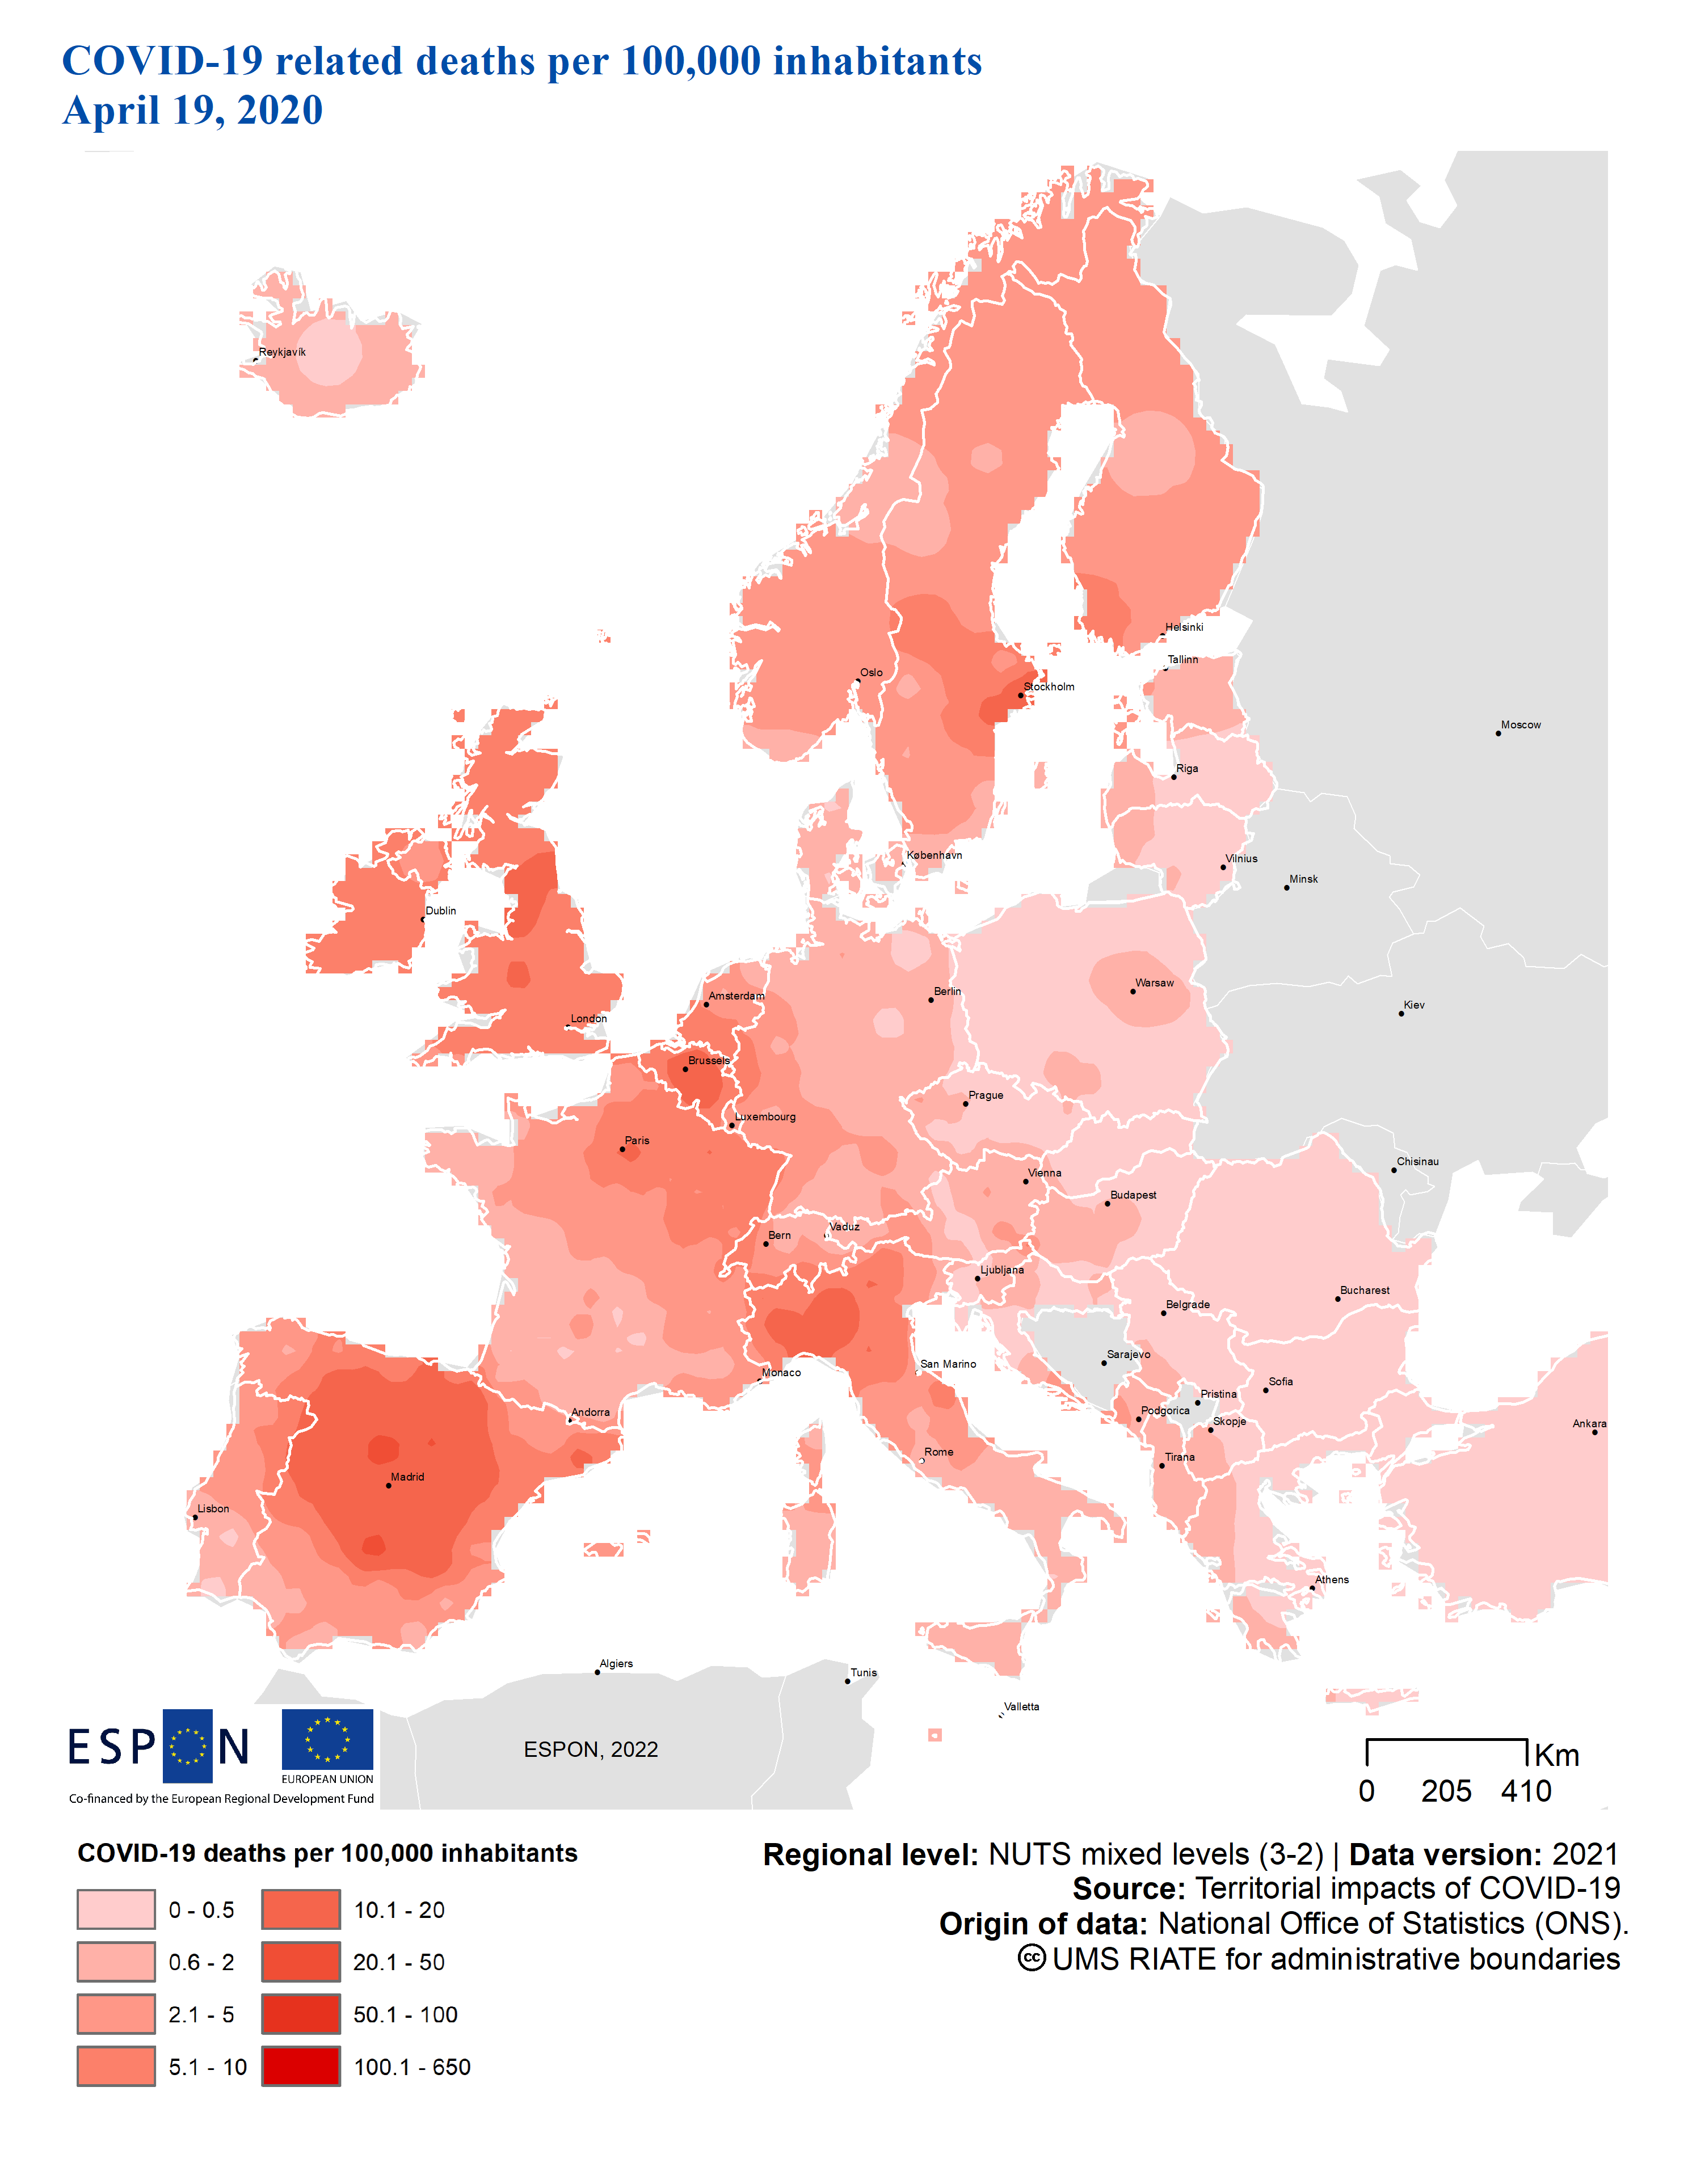 COVID-19 related deaths per 100,000 inhabitants
April 19, 2020
Reykjavík
Helsinki
Tallinn
Oslo
Stockholm
Moscow
Riga
København
Vilnius
Minsk
Dublin
Warsaw
Berlin
Amsterdam
Kiev
London
Brussels
Prague
Luxembourg
Paris
Chisinau
Vienna
Budapest
Vaduz
Bern
Ljubljana
Bucharest
Belgrade
Sarajevo
San Marino
Monaco
Sofia
Pristina
Andorra
Podgorica
Skopje
Ankara
Rome
Tirana
Madrid
Lisbon
Athens
Algiers
Tunis
Valletta
ESPON
EUROPEAN UNION
Co-financed by the European Regional Development Fund
ESPON, 2022
Km
0 205 410
COVID-19 deaths per 100,000 inhabitants
0 - 0.5
0.6 - 2
2.1 - 5
5.1 - 10
10.1 - 20
20.1 - 50
50.1 - 100
100.1 - 650
Regional level: NUTS mixed levels (3-2) | Data version: 2021
Source: Territorial impacts of COVID-19
Origin of data: National Office of Statistics (ONS).
cc UMS RIATE for administrative boundaries